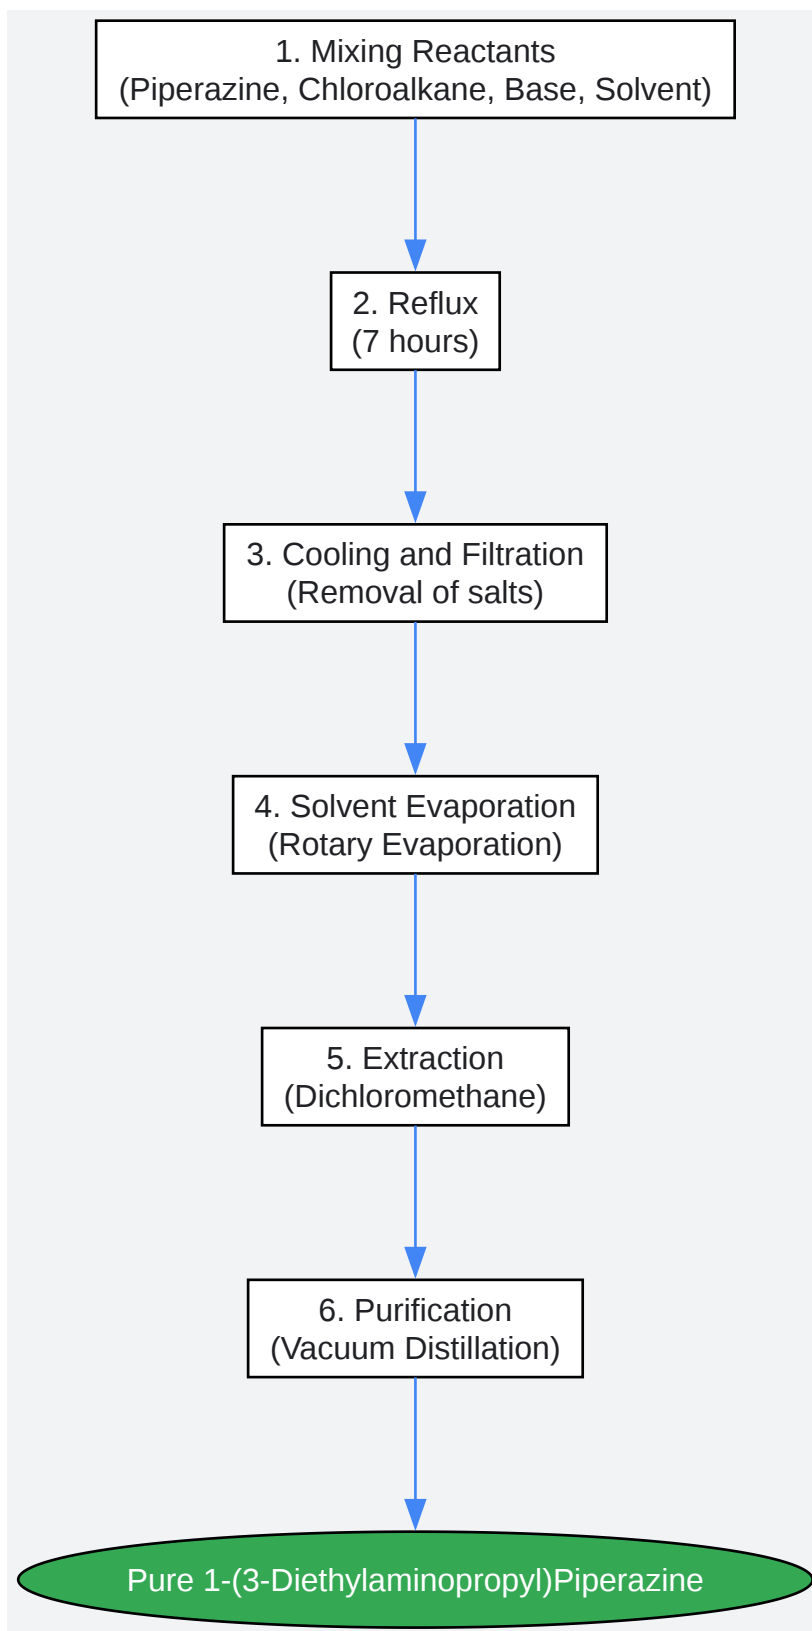 1. Mixing Reactants
(Piperazine, Chloroalkane, Base, Solvent)
2. Reflux
(7 hours)
3. Cooling and Filtration
(Removal of salts)
4. Solvent Evaporation
(Rotary Evaporation)
5. Extraction
(Dichloromethane)
6. Purification
(Vacuum Distillation)
Pure 1-(3-Diethylaminopropyl)Piperazine